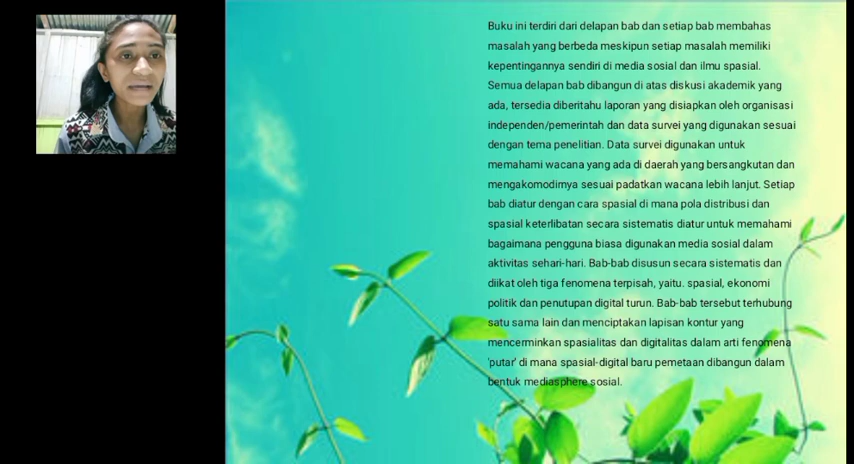 Buku ini terdiri dari delapan bab dan setiap bab membahas
masalah yang berbeda meskipun setiap masalah memiliki
kepentingannya sendiri di media sosial dan ilmu spasial.
Semua delapan bab dibangun di atas diskusi akademik yang
ada, tersedia diberitahu laporan yang disiapkan oleh organisasi
independen/pemerintah dan data survei yang digunakan sesuai
dengan tema penelitian. Data survei digunakan untuk
memahami wacana yang ada di daerah yang bersangkutan dan
mengakomodirnya sesuai padatkan wacana lebih lanjut. Setiap
bab diatur dengan cara spasial di mana pola distribusi dan
spasial keterlibatan secara sistematis diatur untuk memahami
bagaimana pengguna biasa digunakan media sosial dalam
aktivitas sehari-hari. Bab-bab disusun secara sistematis dan
diikat oleh tiga fenomena terpisah, yaitu. spasial, ekonomi
politik dan penutupan digital turun. Bab-bab tersebut terhubung
satu sama lain dan menciptakan lapisan kontur yang
mencerminkan spasialitas dan digitalitas dalam arti fenomena
'putar' di mana spasial-digital baru pemetaan dibangun dalam
bentuk mediasphere sosial.